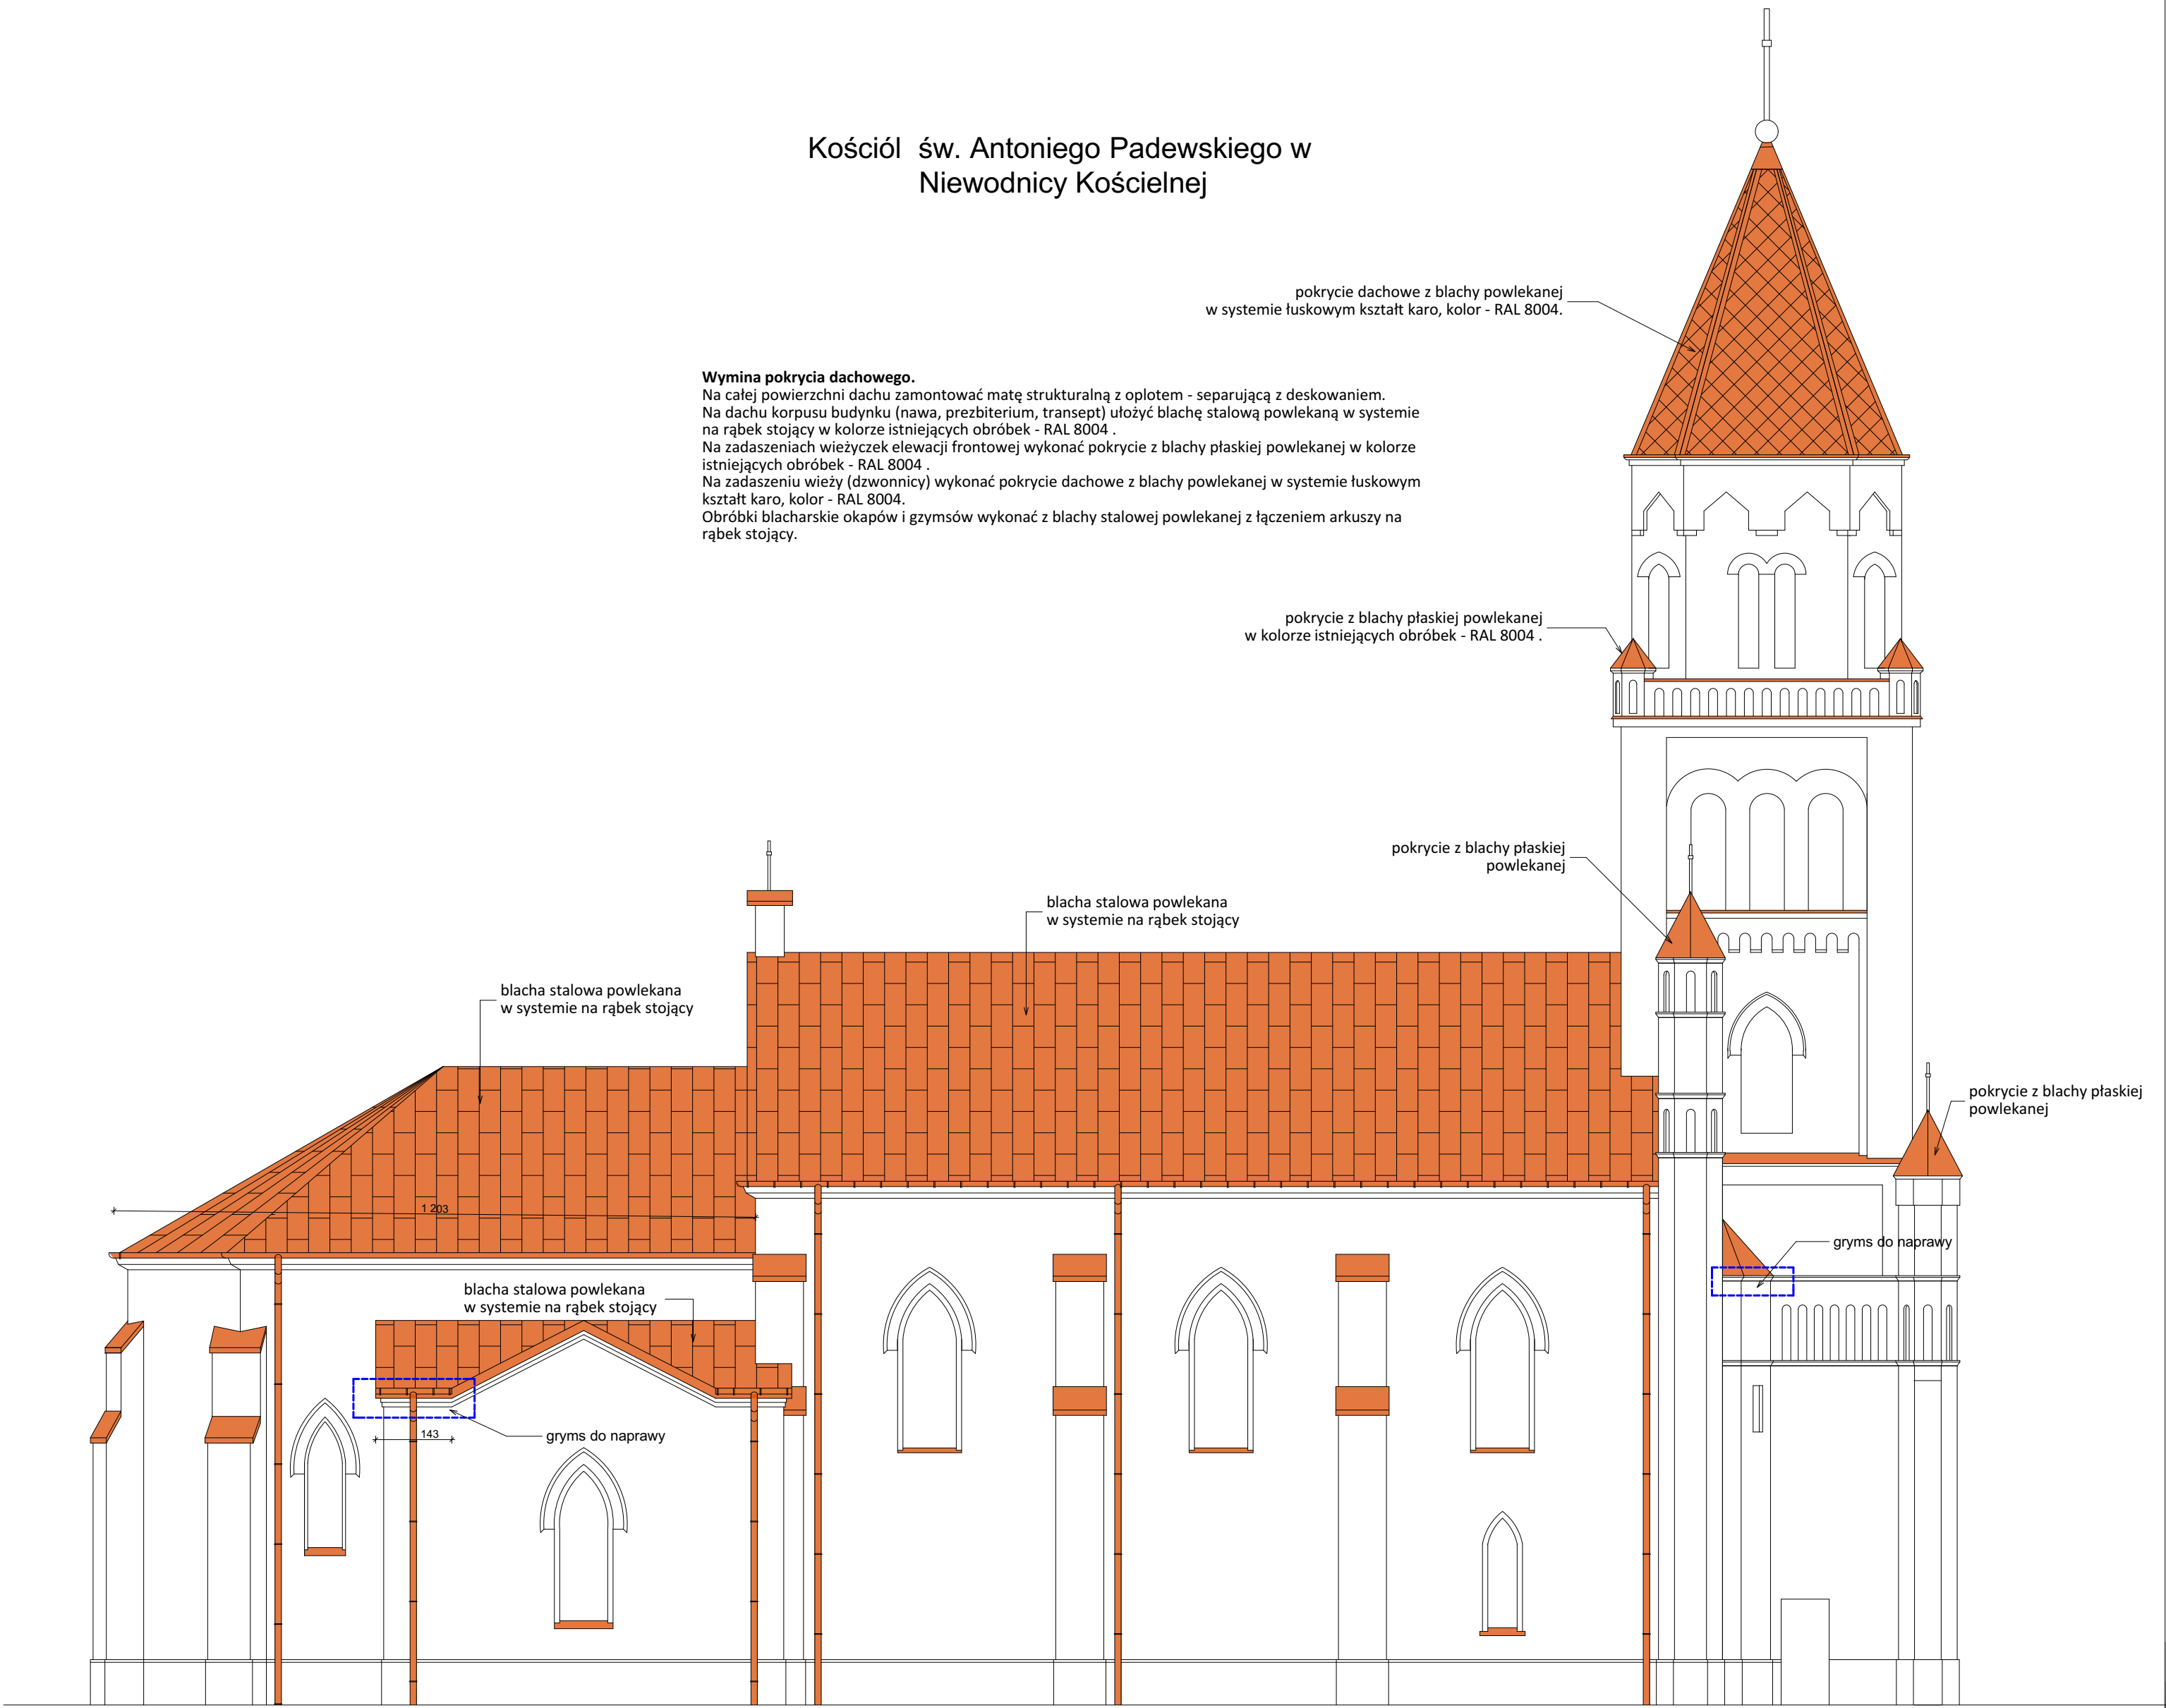 Kośćiół św. Antoniego Padewskiego w
Niewodnicy Kościelnej
pokrycie dachowe z blachy powlekanej
w systemie łuskowym kształt karo, kolor - RAL 8004.
Wymina pokrycia dachowego.
Na całej powierzchni dachu zamontować matę strukturalną z oplotem - separującą z deskowaniem.
Na dachu korpusu budynku (nawa, prezbiterium, transept) ułożyć blachę stalową powlekaną w systemie
na rąbek stojący w kolorze istniejących obróbek - RAL 8004 .
Na zadaszeniach wieżyczek elewacji frontowej wykonać pokrycie z blachy płaskiej powlekanej w kolorze
istniejących obróbek - RAL 8004 .
Na zadaszeniu wieży (dzwonnicy) wykonać pokrycie dachowe z blachy powlekanej w systemie łuskowym
kształt karo, kolor - RAL 8004.
Obróbki blacharskie okapów i gzymsów wykonać z blachy stalowej powlekanej z łączeniem arkuszy na
rąbek stojący.
pokrycie z blachy płaskiej powlekanej
w kolorze istniejących obróbek - RAL 8004 .
pokrycie z blachy płaskiej
powlekanej
blacha stalowa powlekana
w systemie na rąbek stojący
blacha stalowa powlekana
w systemie na rąbek stojący
pokrycie z blachy płaskiej
powlekanej
1 203
gryms do naprawy
blacha stalowa powlekana
w systemie na rąbek stojący
143
gryms do naprawy